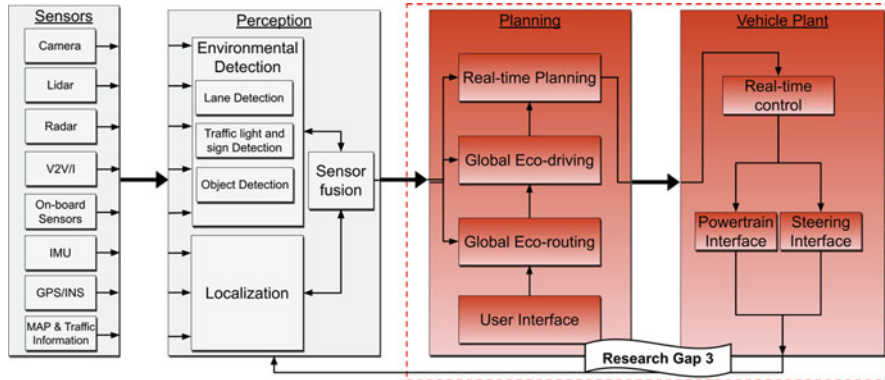 Sensors
Camera
Lidar
Radar
V2V/I
On-board
Sensors
IMU
GPS/INS
MAP & Traffic
Information
Perception
Environmental
Detection
Lane Detection
Traffic light and
sign Detection
Object Detection
Sensor
fusion
Localization
Planning
Real-time Planning
Global Eco-driving
Global Eco-routing
User Interface
Vehicle Plant
Real-time
control
Powertrain
Interface
Steering
Interface
Research Gap 3